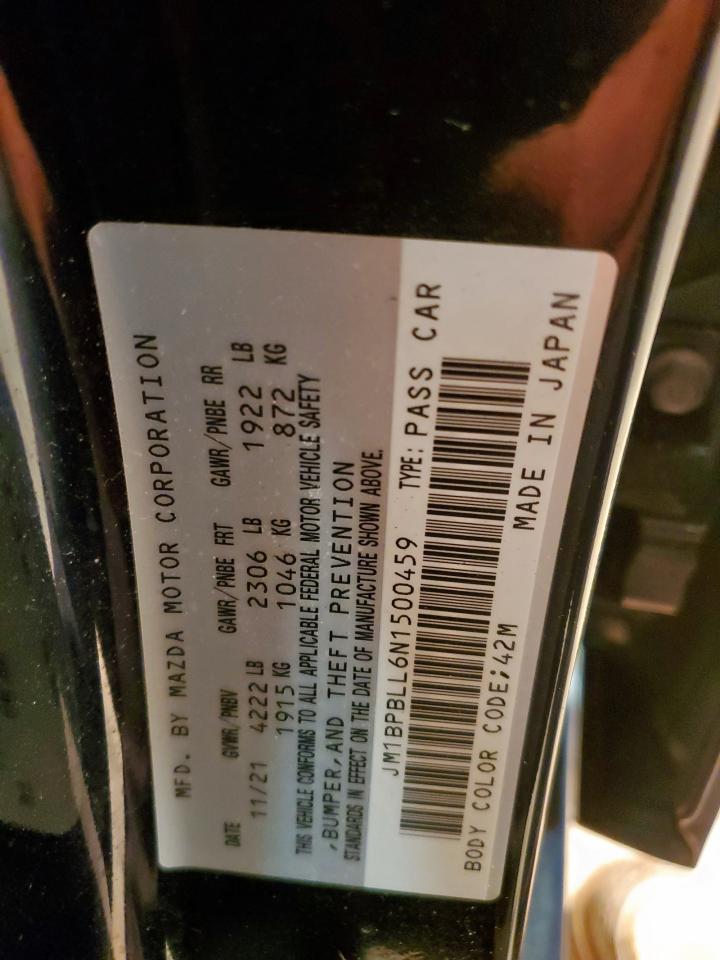 MFD. BY MAZDA MOTOR CORPORATION
DATE GVWR/PNBV GAWR/PNBE FRT GAWR/PNBE RR
11/21 4222 LB 2306 LB 1922 LB
1915 KG 1046 KG 872 KG
THIS VEHICLE CONFORMS TO ALL APPLICABLE FEDERAL MOTOR VEHICLE SAFETY
,BUMPER,AND THEFT PREVENTION
STANDARDS IN EFFECT ON THE DATE OF MANUFACTURE SHOWN ABOVE.
JM1BPBLL6N1500459 TYPE: PASS CAR
BODY COLOR CODE;42M MADE IN JAPAN